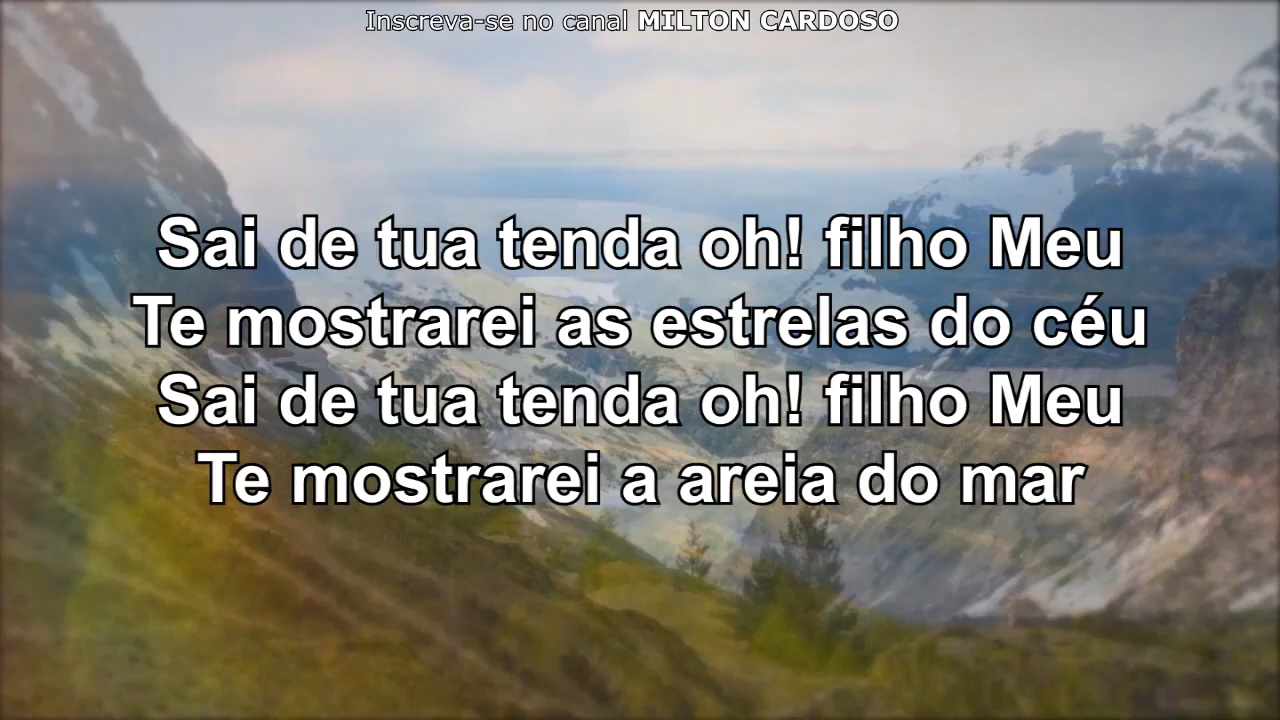 Inscreva-se no canal MILTON CARDOSO
Sai de tua tenda oh! filho Meu
Te mostrarei as estrelas do céu
Sai de tua tenda oh! filho Meu
Te mostrarei a areia do mar